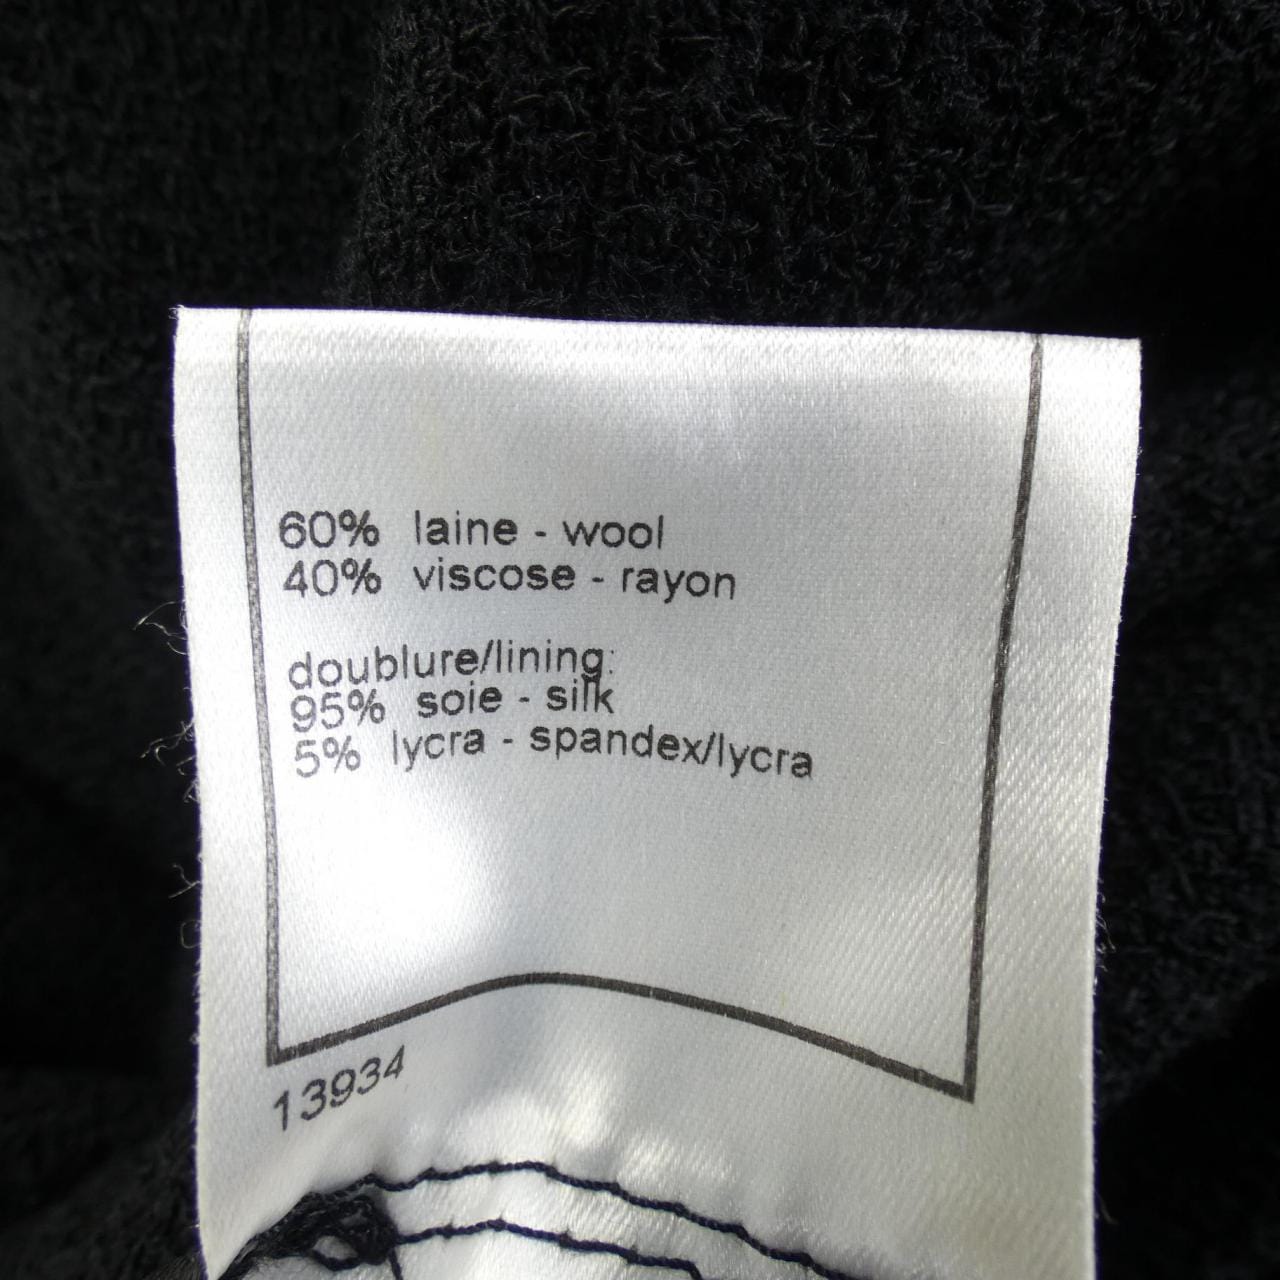 60% laine - wool
40% viscose - rayon
doublure/lining:
95% soie - silk
5% lycra - spandex/lycra
13934